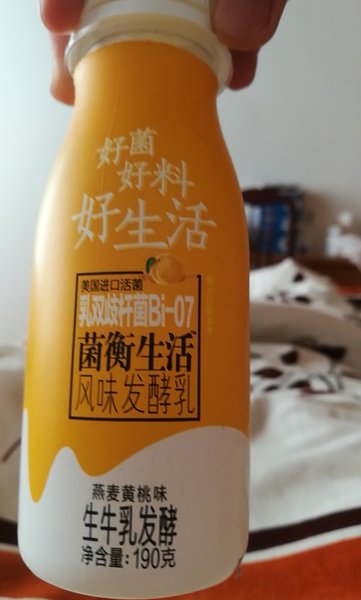 好菌
好料
好生活
美国进口活菌
乳双歧杆菌Bi-07
菌衡生活
风味发酵乳
燕麦黄桃味
生牛乳发酵
净含量:190克